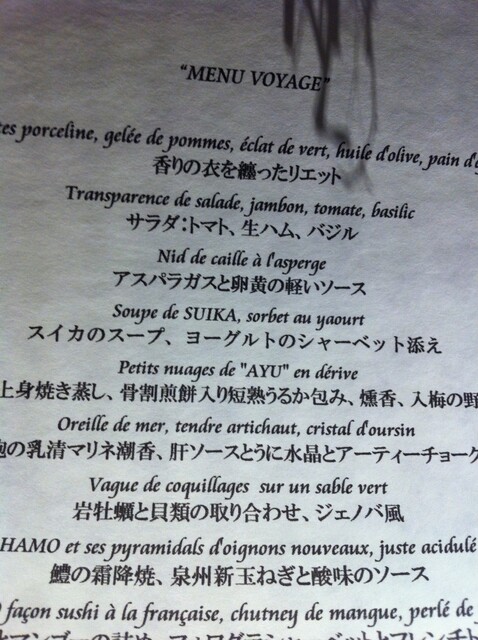 “MENU VOYAGE”
tes porceline, gelée de pommes, éclat de vert, huile d'olive, pain d'é
香りの衣を纏ったリエット
Transparence de salade, jambon, tomate, basilic
サラダ:トマト、生ハム、バジル
Nid de caille à l'asperge
アスパラガスと卵黄の軽いソース
Soupe de SUIKA, sorbet au yaourt
スイカのスープ、ヨーグルトのシャーベット添え
Petits nuages de "AYU" en dérive
上身焼き蒸し、骨割煎餅入り短熟うるか包み、燻香、入梅の野
Oreille de mer, tendre artichaut, cristal d'oursin
の乳清マリネ潮香、肝ソースとうに水晶とアーティーチョーク
Vague de coquillages sur un sable vert
岩牡蠣と貝類の取り合わせ、ジェノバ風
HAMO et ses pyramidals d'oignons nouveaux, juste acidulé
鱧の霜降焼、泉州新玉ねぎと酸味のソース
façon sushi à la française, chutney de mangue, perlé de